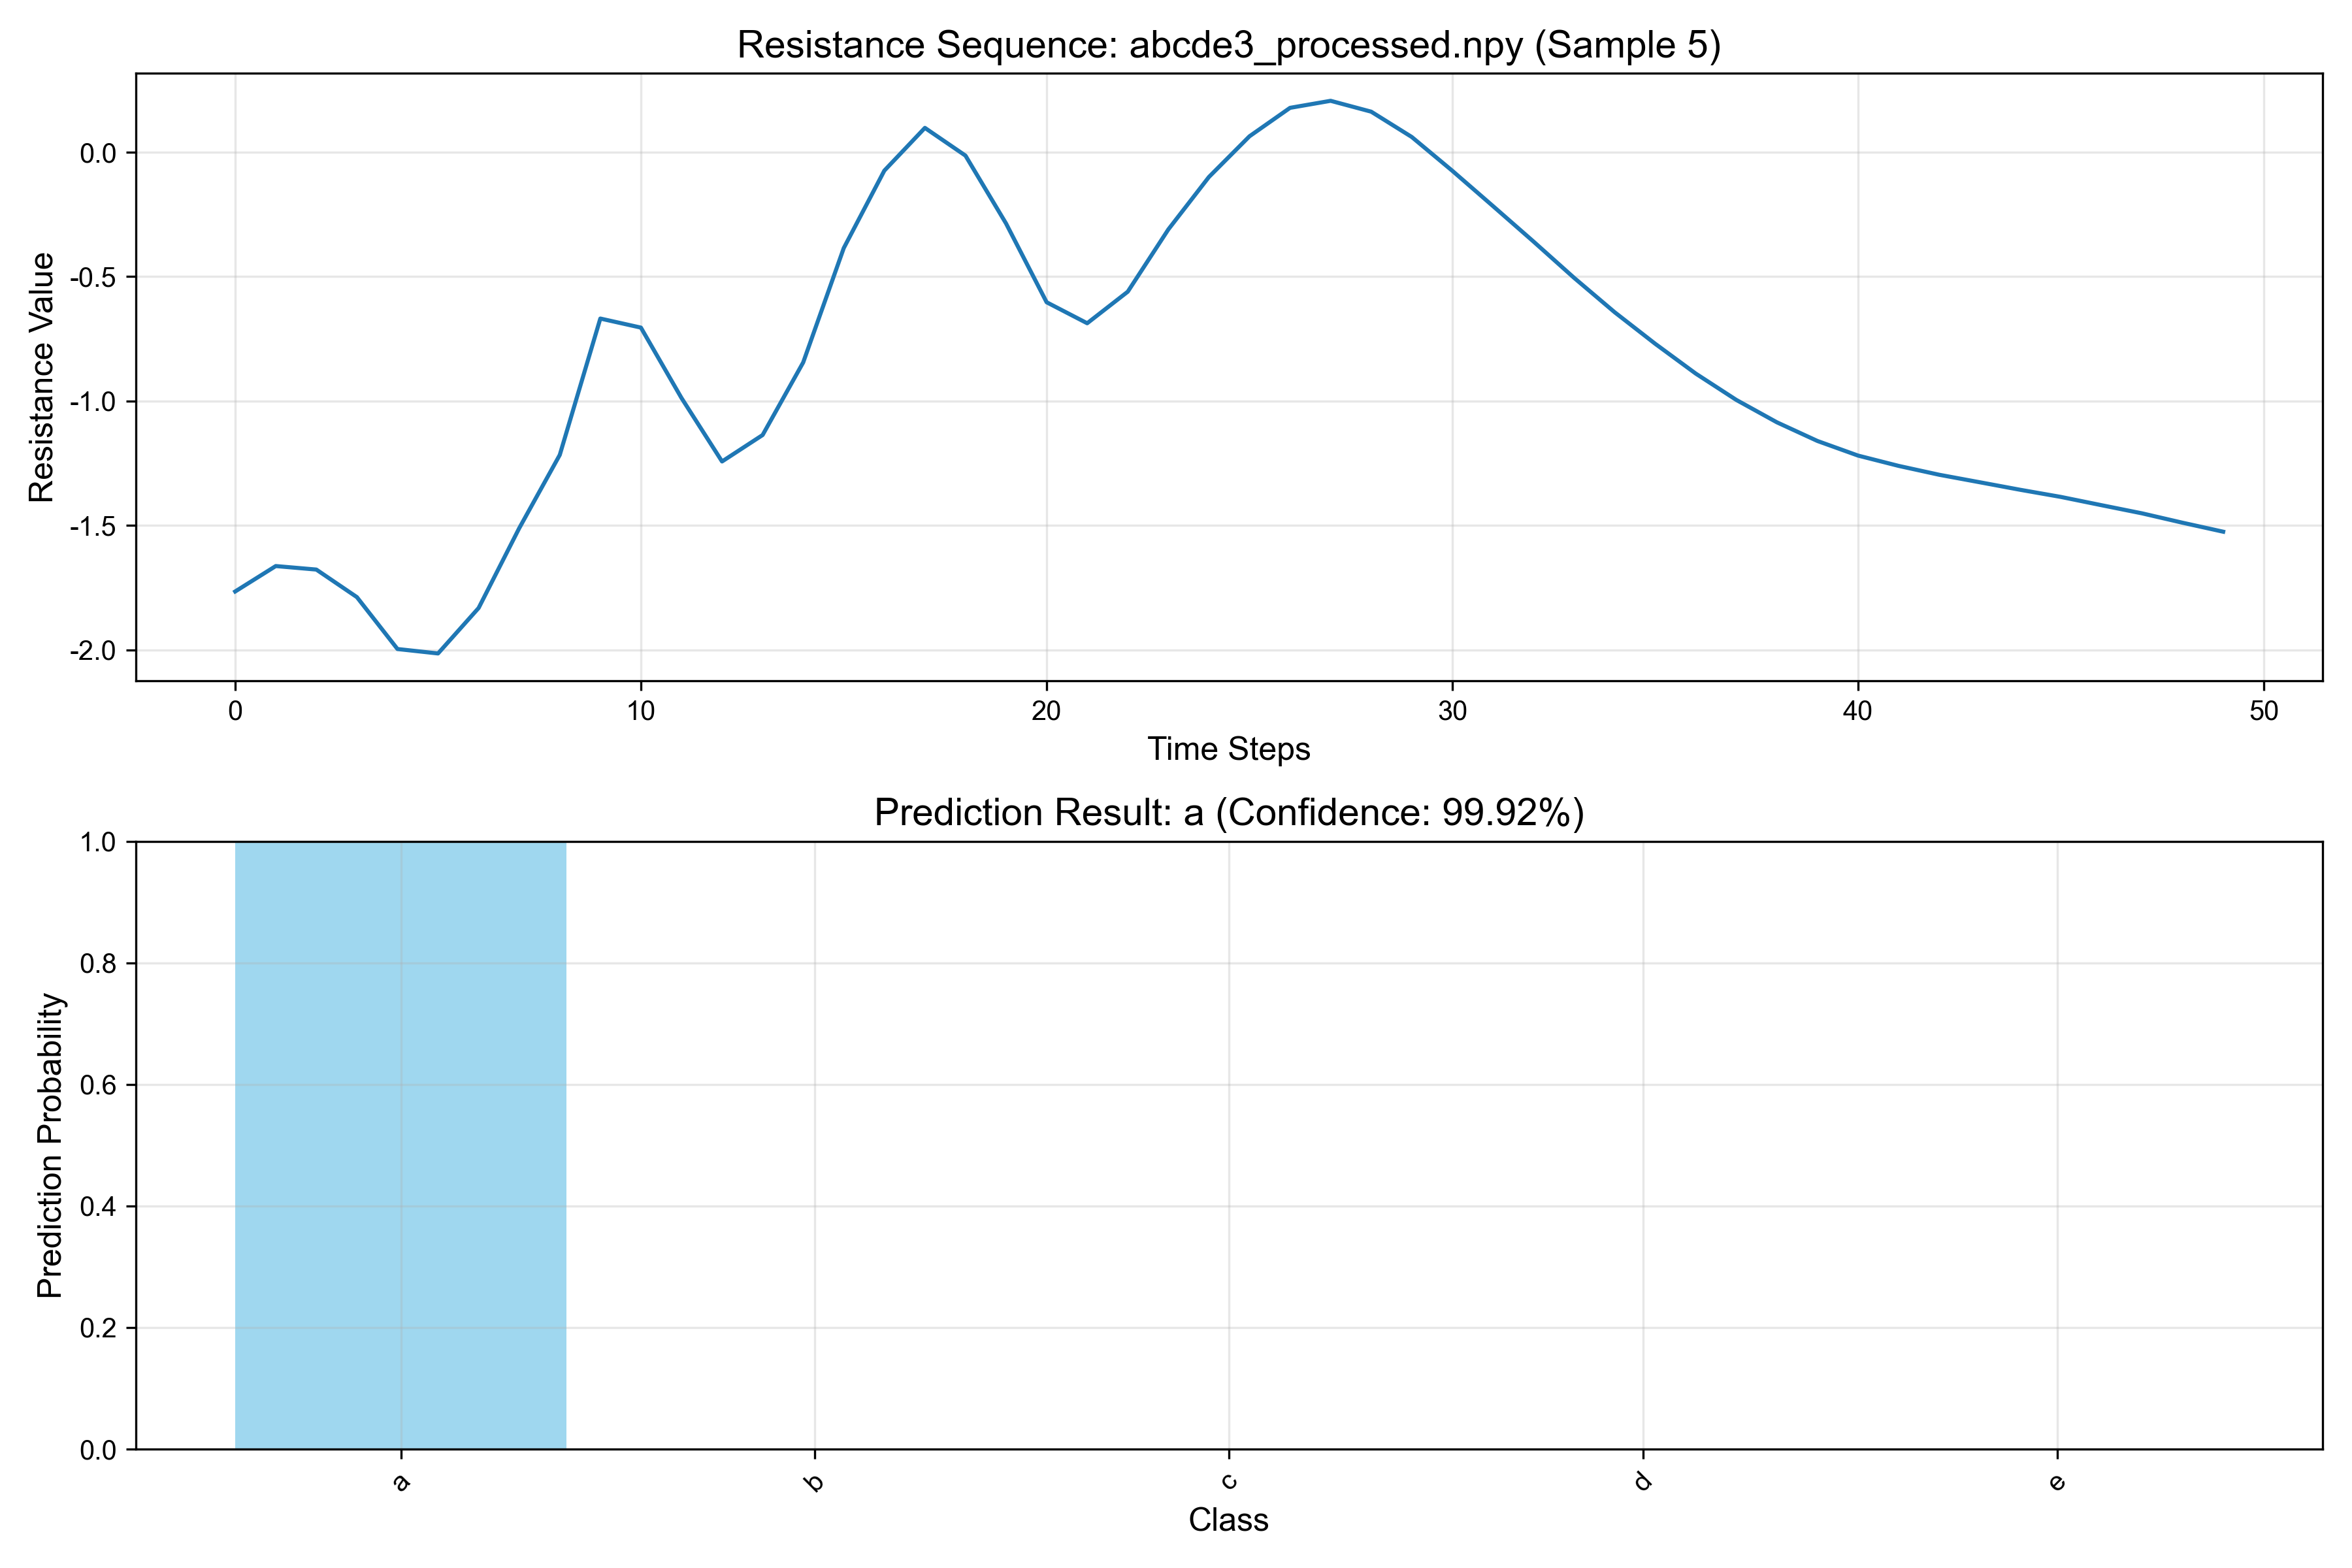 Resistance Sequence: abcde3_processed.npy (Sample 5)
Resistance Value
0.0
-0.5
-1.0
-1.5
-2.0
0 10 20 30 40 50
Time Steps
Prediction Result: a (Confidence: 99.92%)
Prediction Probability
1.0
0.8
0.6
0.4
0.2
0.0
a b c d e
Class